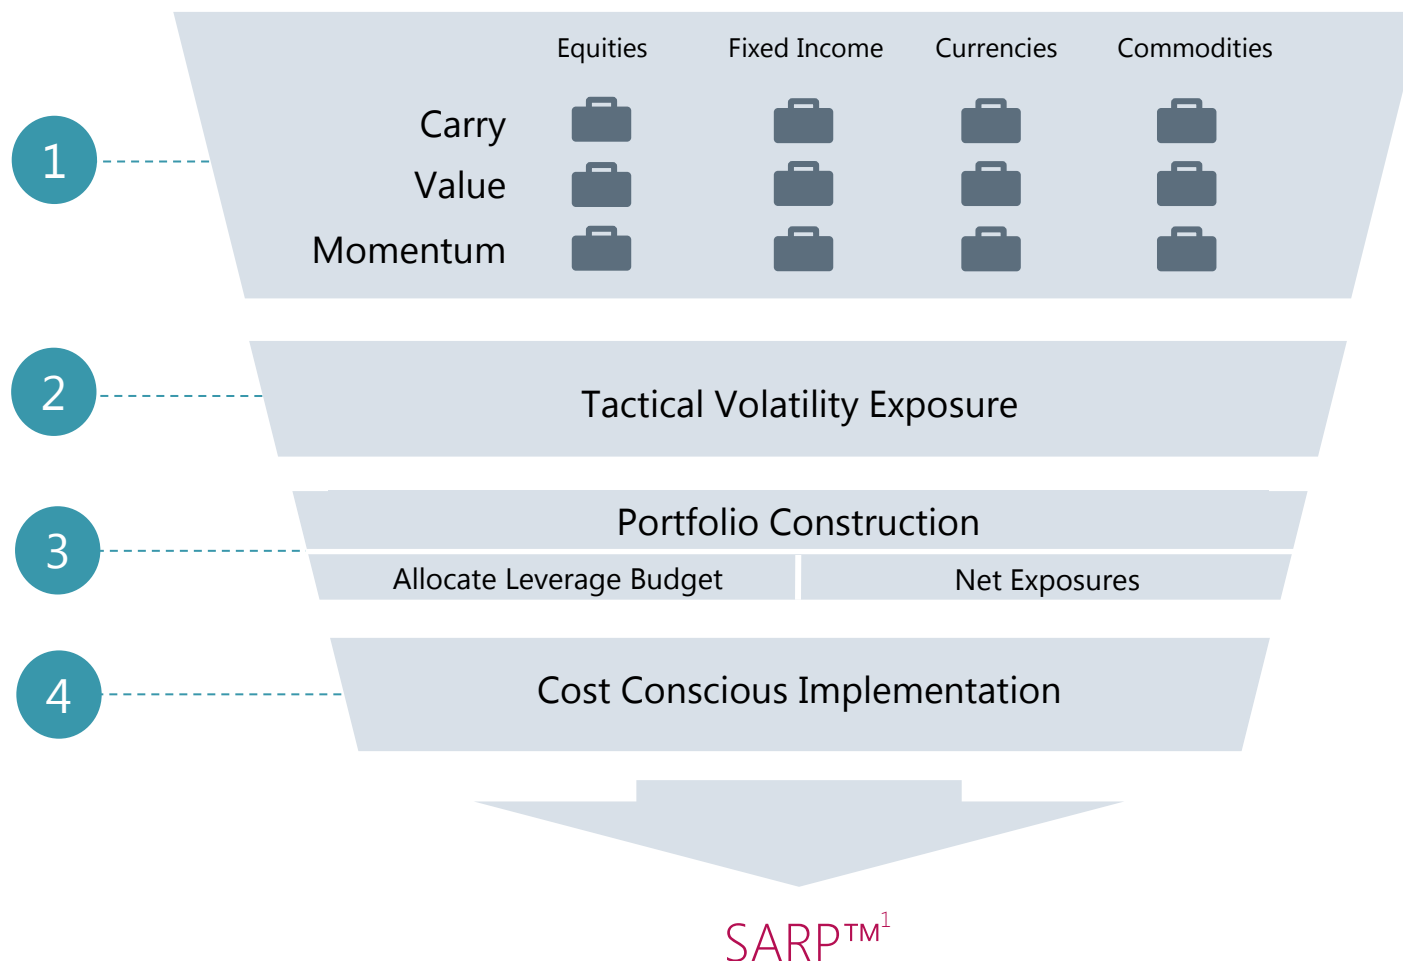 Equities Fixed Income Currencies Commodities
Carry
1
Value
Momentum
2
Tactical Volatility Exposure
3
Portfolio Construction
Allocate Leverage Budget Net Exposures
4
Cost Conscious Implementation
SARP™1